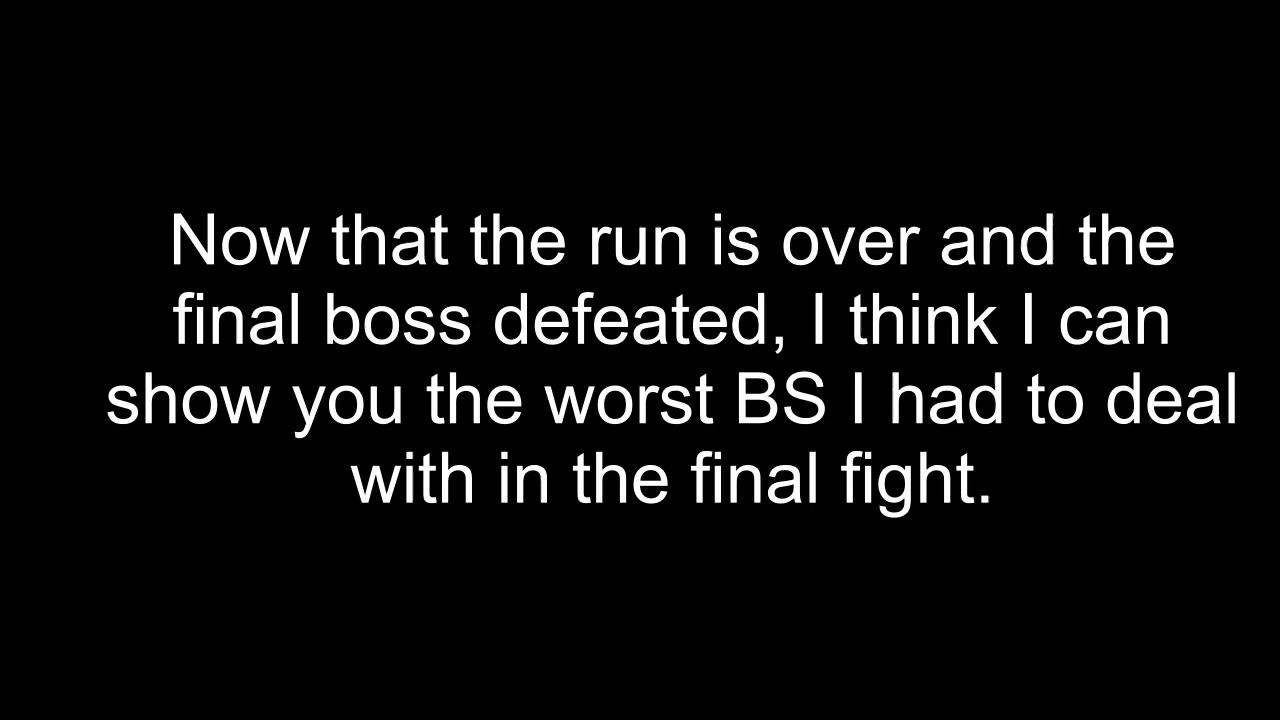 Now that the run is over and the
final boss defeated, I think I can
show you the worst BS I had to deal
with in the final fight.